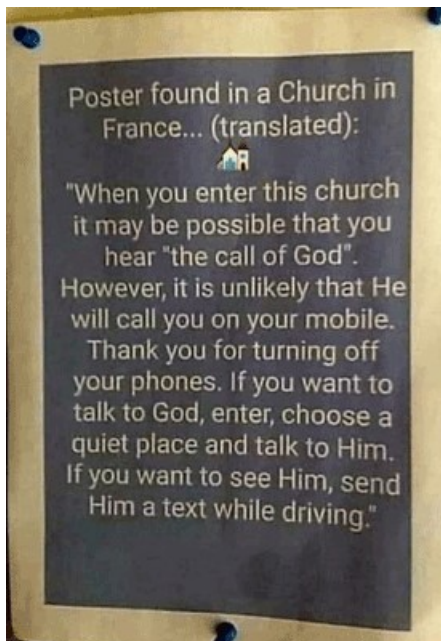 Poster found in a Church in
France... (translated):
"When you enter this church
it may be possible that you
hear "the call of God".
However, it is unlikely that He
will call you on your mobile.
Thank you for turning off
your phones. If you want to
talk to God, enter, choose a
quiet place and talk to Him.
If you want to see Him, send
Him a text while driving."